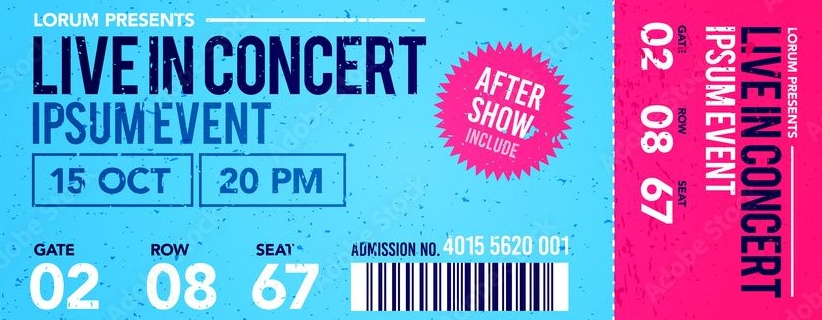 LORUM PRESENTS
LIVE IN CONCERT
IPSUM EVENT
15 OCT
20 PM
AFTER
SHOW
INCLUDE
GATE
ROW
SEAT
02
08
67
ADMISSION NO. 4015 5620 001
LORUM PRESENTS
LIVE IN CONCERT
IPSUM EVENT
GATE
ROW
SEAT
02
08
67
Adobe Stock